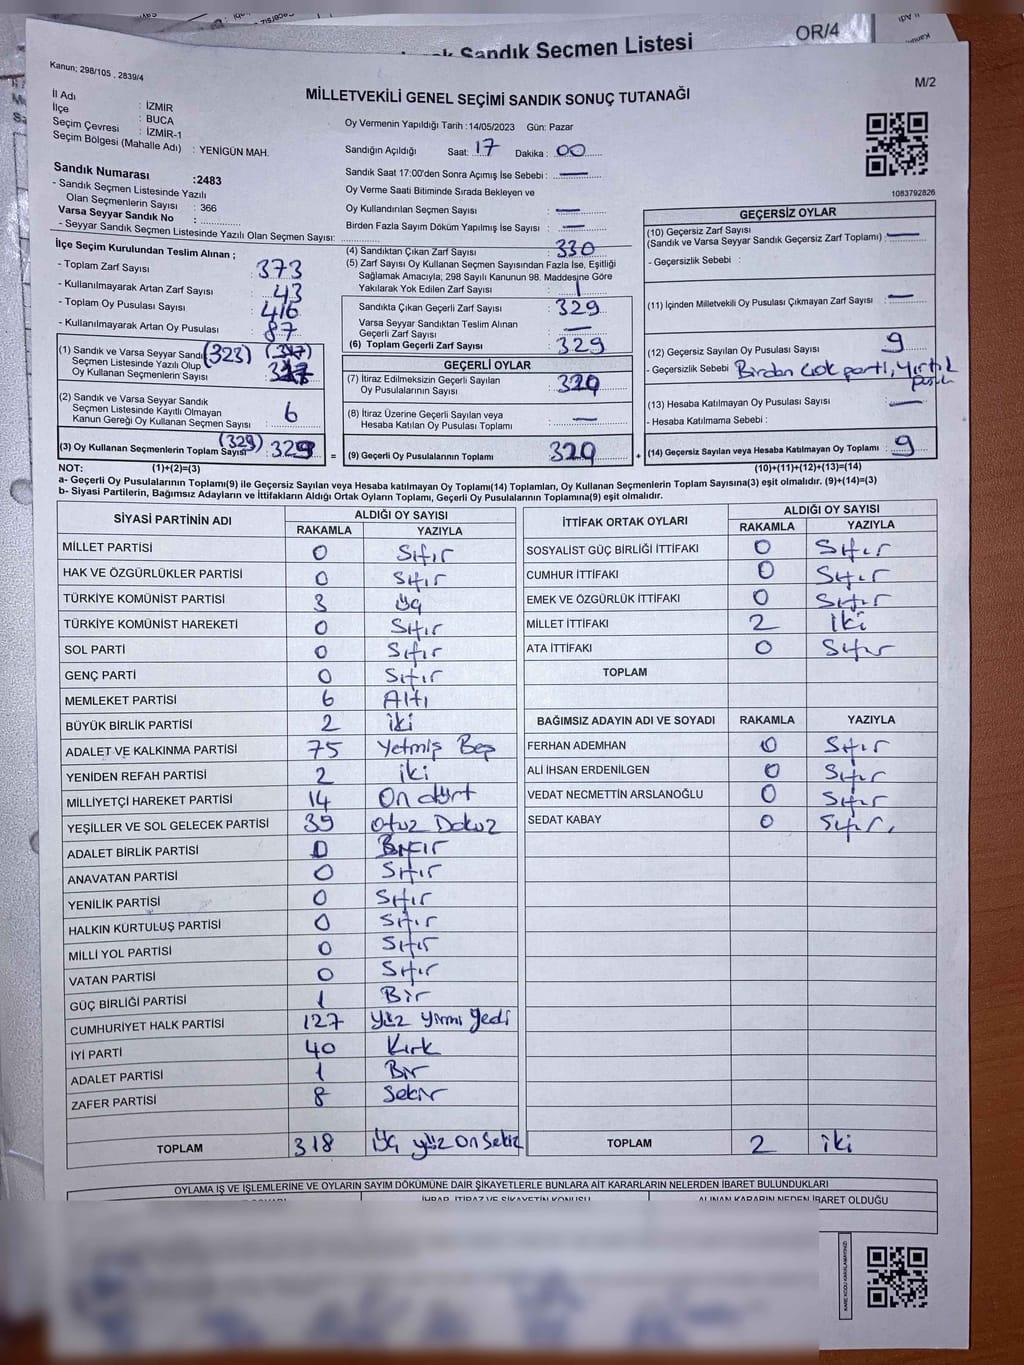 Sandık Seçmen Listesi
OR/4
Kanun; 298/105 , 2839/4
M/2
MİLLETVEKİLİ GENEL SEÇİMİ SANDIK SONUÇ TUTANAĞI
İl Adı : İZMİR
İlçe : BUCA
Seçim Çevresi : İZMİR-1
Seçim Bölgesi (Mahalle Adı) : YENİGÜN MAH.
Oy Vermenin Yapıldığı Tarih :14/05/2023 Gün: Pazar
Sandığın Açıldığı Saat: 17 Dakika : 00
Sandık Saat 17:00'den Sonra Açımış İse Sebebi : —
Oy Verme Saati Bitiminde Sırada Bekleyen ve
Oy Kullandırılan Seçmen Sayısı : —
Birden Fazla Sayım Döküm Yapılmış İse Sayısı : —
1083792826
Sandık Numarası :2483
- Sandık Seçmen Listesinde Yazılı
Olan Seçmenlerin Sayısı : 366
Varsa Seyyar Sandık No :
- Seyyar Sandık Seçmen Listesinde Yazılı Olan Seçmen Sayısı:
İlçe Seçim Kurulundan Teslim Alınan ;
- Toplam Zarf Sayısı : 373
- Kullanılmayarak Artan Zarf Sayısı : 43
- Toplam Oy Pusulası Sayısı : 416
- Kullanılmayarak Artan Oy Pusulası : 87
(1) Sandık ve Varsa Seyyar Sandık (323)
Seçmen Listesinde Yazılı Olup
Oy Kullanan Seçmenlerin Sayısı
(2) Sandık ve Varsa Seyyar Sandık
Seçmen Listesinde Kayıtlı Olmayan
Kanun Gereği Oy Kullanan Seçmen Sayısı : 6
(3) Oy Kullanan Seçmenlerin Toplam Sayısı (329) : 329
=
(4) Sandıktan Çıkan Zarf Sayısı : 330
(5) Zarf Sayısı Oy Kullanan Seçmen Sayısından Fazla İse, Eşitliği
Sağlamak Amacıyla; 298 Sayılı Kanunun 98. Maddesine Göre
Yakılarak Yok Edilen Zarf Sayısı : 1
Sandıkta Çıkan Geçerli Zarf Sayısı : 329
Varsa Seyyar Sandıktan Teslim Alınan
Geçerli Zarf Sayısı : —
(6) Toplam Geçerli Zarf Sayısı : 329
GEÇERLİ OYLAR
(7) İtiraz Edilmeksizin Geçerli Sayılan
Oy Pusulalarının Sayısı : 320
(8) İtiraz Üzerine Geçerli Sayılan veya
Hesaba Katılan Oy Pusulası Toplamı : —
(9) Geçerli Oy Pusulalarının Toplamı : 320
+
GEÇERSİZ OYLAR
(10) Geçersiz Zarf Sayısı
(Sandık ve Varsa Seyyar Sandık Geçersiz Zarf Toplamı) : —
- Geçersizlik Sebebi :
(11) İçinden Milletvekili Oy Pusulası Çıkmayan Zarf Sayısı : —
(12) Geçersiz Sayılan Oy Pusulası Sayısı : 9
- Geçersizlik Sebebi : Birden çok parti, yırtık
(13) Hesaba Katılmayan Oy Pusulası Sayısı : —
- Hesaba Katılmama Sebebi :
(14) Geçersiz Sayılan veya Hesaba Katılmayan Oy Toplamı : 9
NOT: (1)+(2)=(3)
(10)+(11)+(12)+(13)=(14)
a- Geçerli Oy Pusulalarının Toplamı(9) ile Geçersiz Sayılan veya Hesaba katılmayan Oy Toplamı(14) Toplamları, Oy Kullanan Seçmenlerin Toplam Sayısına(3) eşit olmalıdır. (9)+(14)=(3)
b- Siyasi Partilerin, Bağımsız Adayların ve İttifakların Aldığı Ortak Oyların Toplamı, Geçerli Oy Pusulalarının Toplamına(9) eşit olmalıdır.
SİYASİ PARTİNİN ADI ALDIĞI OY SAYISI
RAKAMLA YAZIYLA
MİLLET PARTİSİ 0 Sıfır
HAK VE ÖZGÜRLÜKLER PARTİSİ 0 Sıfır
TÜRKİYE KOMÜNİST PARTİSİ 3 Üç
TÜRKİYE KOMÜNİST HAREKETİ 0 Sıfır
SOL PARTİ 0 Sıfır
GENÇ PARTİ 0 Sıfır
MEMLEKET PARTİSİ 6 Altı
BÜYÜK BİRLİK PARTİSİ 2 iki
ADALET VE KALKINMA PARTİSİ 75 Yetmiş Beş
YENİDEN REFAH PARTİSİ 2 iki
MİLLİYETÇİ HAREKET PARTİSİ 14 On dört
YEŞİLLER VE SOL GELECEK PARTİSİ 39 Otuz Dokuz
ADALET BİRLİK PARTİSİ 0
ANAVATAN PARTİSİ 0 Sıfır
YENİLİK PARTİSİ 0 Sıfır
HALKIN KURTULUŞ PARTİSİ 0 Sıfır
MİLLİ YOL PARTİSİ 0 Sıfır
VATAN PARTİSİ 0 Sıfır
GÜÇ BİRLİĞİ PARTİSİ 1 Bir
CUMHURİYET HALK PARTİSİ 127 Yüz yirmi yedi
İYİ PARTİ 40 Kırk
ADALET PARTİSİ 1 Bir
ZAFER PARTİSİ 8 Sekiz
TOPLAM 318 Üç yüz On Sekiz
İTTİFAK ORTAK OYLARI ALDIĞI OY SAYISI
RAKAMLA YAZIYLA
SOSYALİST GÜÇ BİRLİĞİ İTTİFAKI 0 Sıfır
CUMHUR İTTİFAKI 0 Sıfır
EMEK VE ÖZGÜRLÜK İTTİFAKI 0 Sıfır
MİLLET İTTİFAKI 2 İki
ATA İTTİFAKI 0 Sıfır
TOPLAM
BAĞIMSIZ ADAYIN ADI VE SOYADI RAKAMLA YAZIYLA
FERHAN ADEMHAN 0 Sıfır
ALİ İHSAN ERDENİLGEN 0 Sıfır
VEDAT NECMETTİN ARSLANOĞLU 0 Sıfır
SEDAT KABAY 0 Sıfır
TOPLAM 2 iki
OYLAMA İŞ VE İŞLEMLERİNE VE OYLARIN SAYIM DÖKÜMÜNE DAİR ŞİKAYETLERLE BUNLARA AİT KARARLARIN NELERDEN İBARET BULUNDUKLARI
İHBAR, İTİRAZ VE ŞİKAYETİN KONUSU
ALINAN KARARIN NEDEN İBARET OLDUĞU